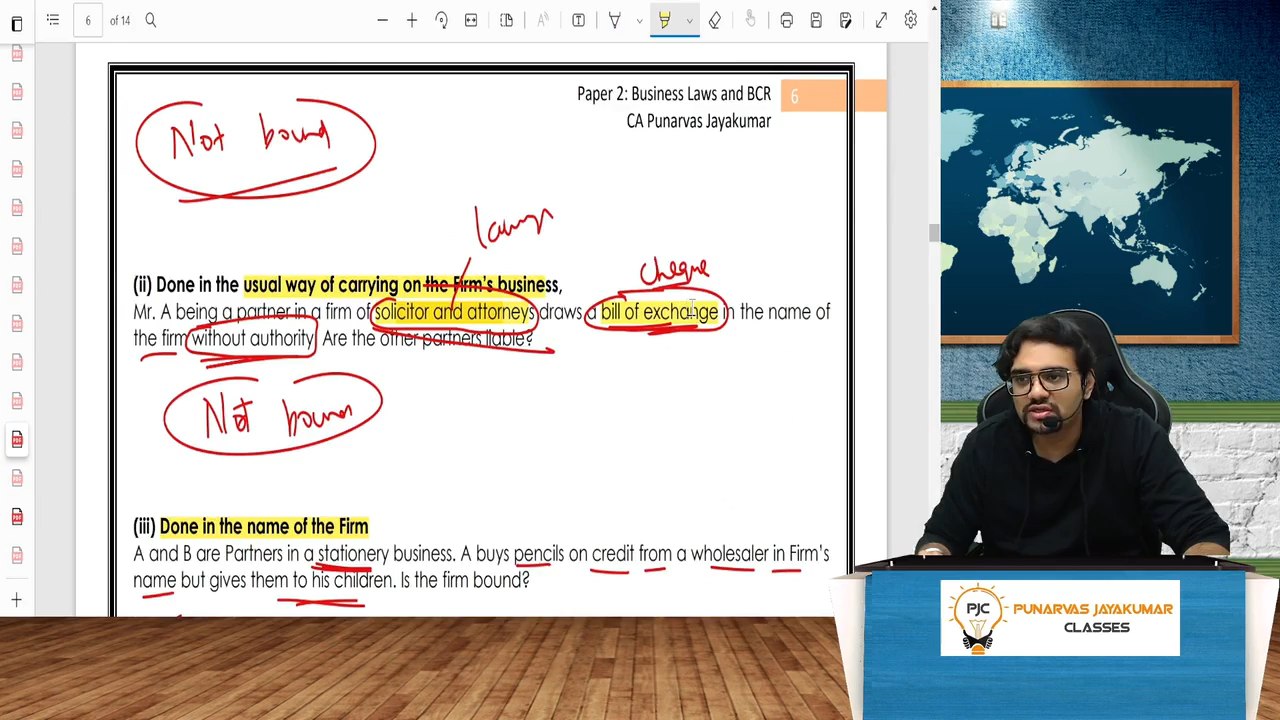 6
of 14
Paper 2: Business Laws and BCR
6
CA Punarvas Jayakumar
Not bound
cheque
(ii) Done in the usual way of carrying on the Firm's business,
Mr. A being a partner in a firm of solicitor and attorneys draws a bill of exchange in the name of
the firm without authority. Are the other partners liable?
Not bound
(iii) Done in the name of the Firm
A and B are Partners in a stationery business. A buys pencils on credit from a wholesaler in Firm's
name but gives them to his children. Is the firm bound?
PJC
PUNARVAS JAYAKUMAR
CLASSES